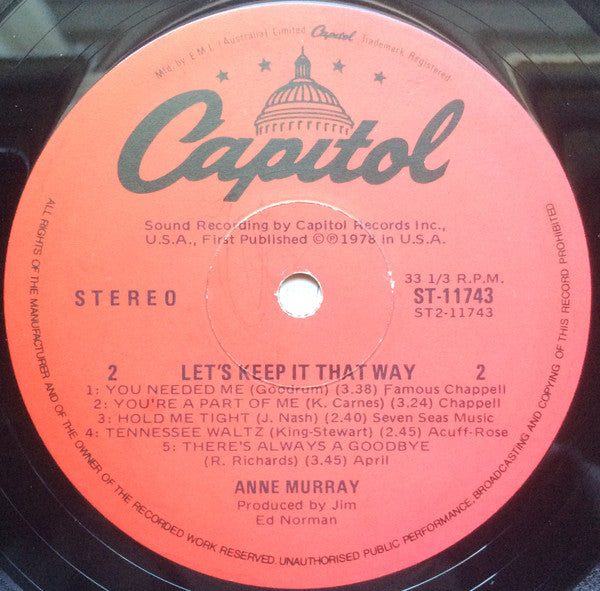 Mfd. by E.M.I. (Australia) Limited Capitol Trademark Registered
Capitol
Sound Recording by Capitol Records Inc.,
U.S.A., First Published ©℗1978 in U.S.A.
33 1/3 R.P.M.
STEREO ST-11743
ST2-11743
2 LET'S KEEP IT THAT WAY 2
1: YOU NEEDED ME (Goodrum) (3.38) Famous Chappell
2: YOU'RE A PART OF ME (K. Carnes) (3.24) Chappell
3: HOLD ME TIGHT (J. Nash) (2.40) Seven Seas Music
4: TENNESSEE WALTZ (King-Stewart) (2.45) Acuff-Rose
5: THERE'S ALWAYS A GOODBYE
(R. Richards) (3.45) April
ANNE MURRAY
Produced by Jim
Ed Norman
ALL RIGHTS OF THE MANUFACTURER AND OF THE OWNER OF THE RECORDED WORK RESERVED. UNAUTHORISED PUBLIC PERFORMANCE, BROADCASTING AND COPYING OF THIS RECORD PROHIBITED